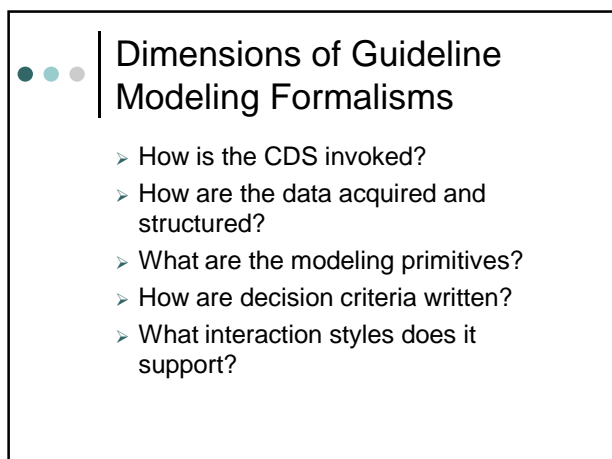 Dimensions of Guideline
Modeling Formalisms
➢ How is the CDS invoked?
➢ How are the data acquired and
structured?
➢ What are the modeling primitives?
➢ How are decision criteria written?
➢ What interaction styles does it
support?